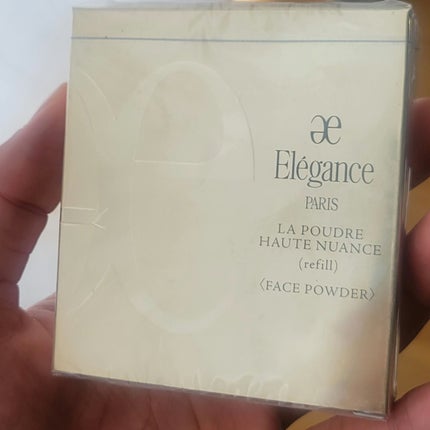 æ
Elégance
PARIS
LA POUDRE
HAUTE NUANCE
(refill)
〈FACE POWDER〉